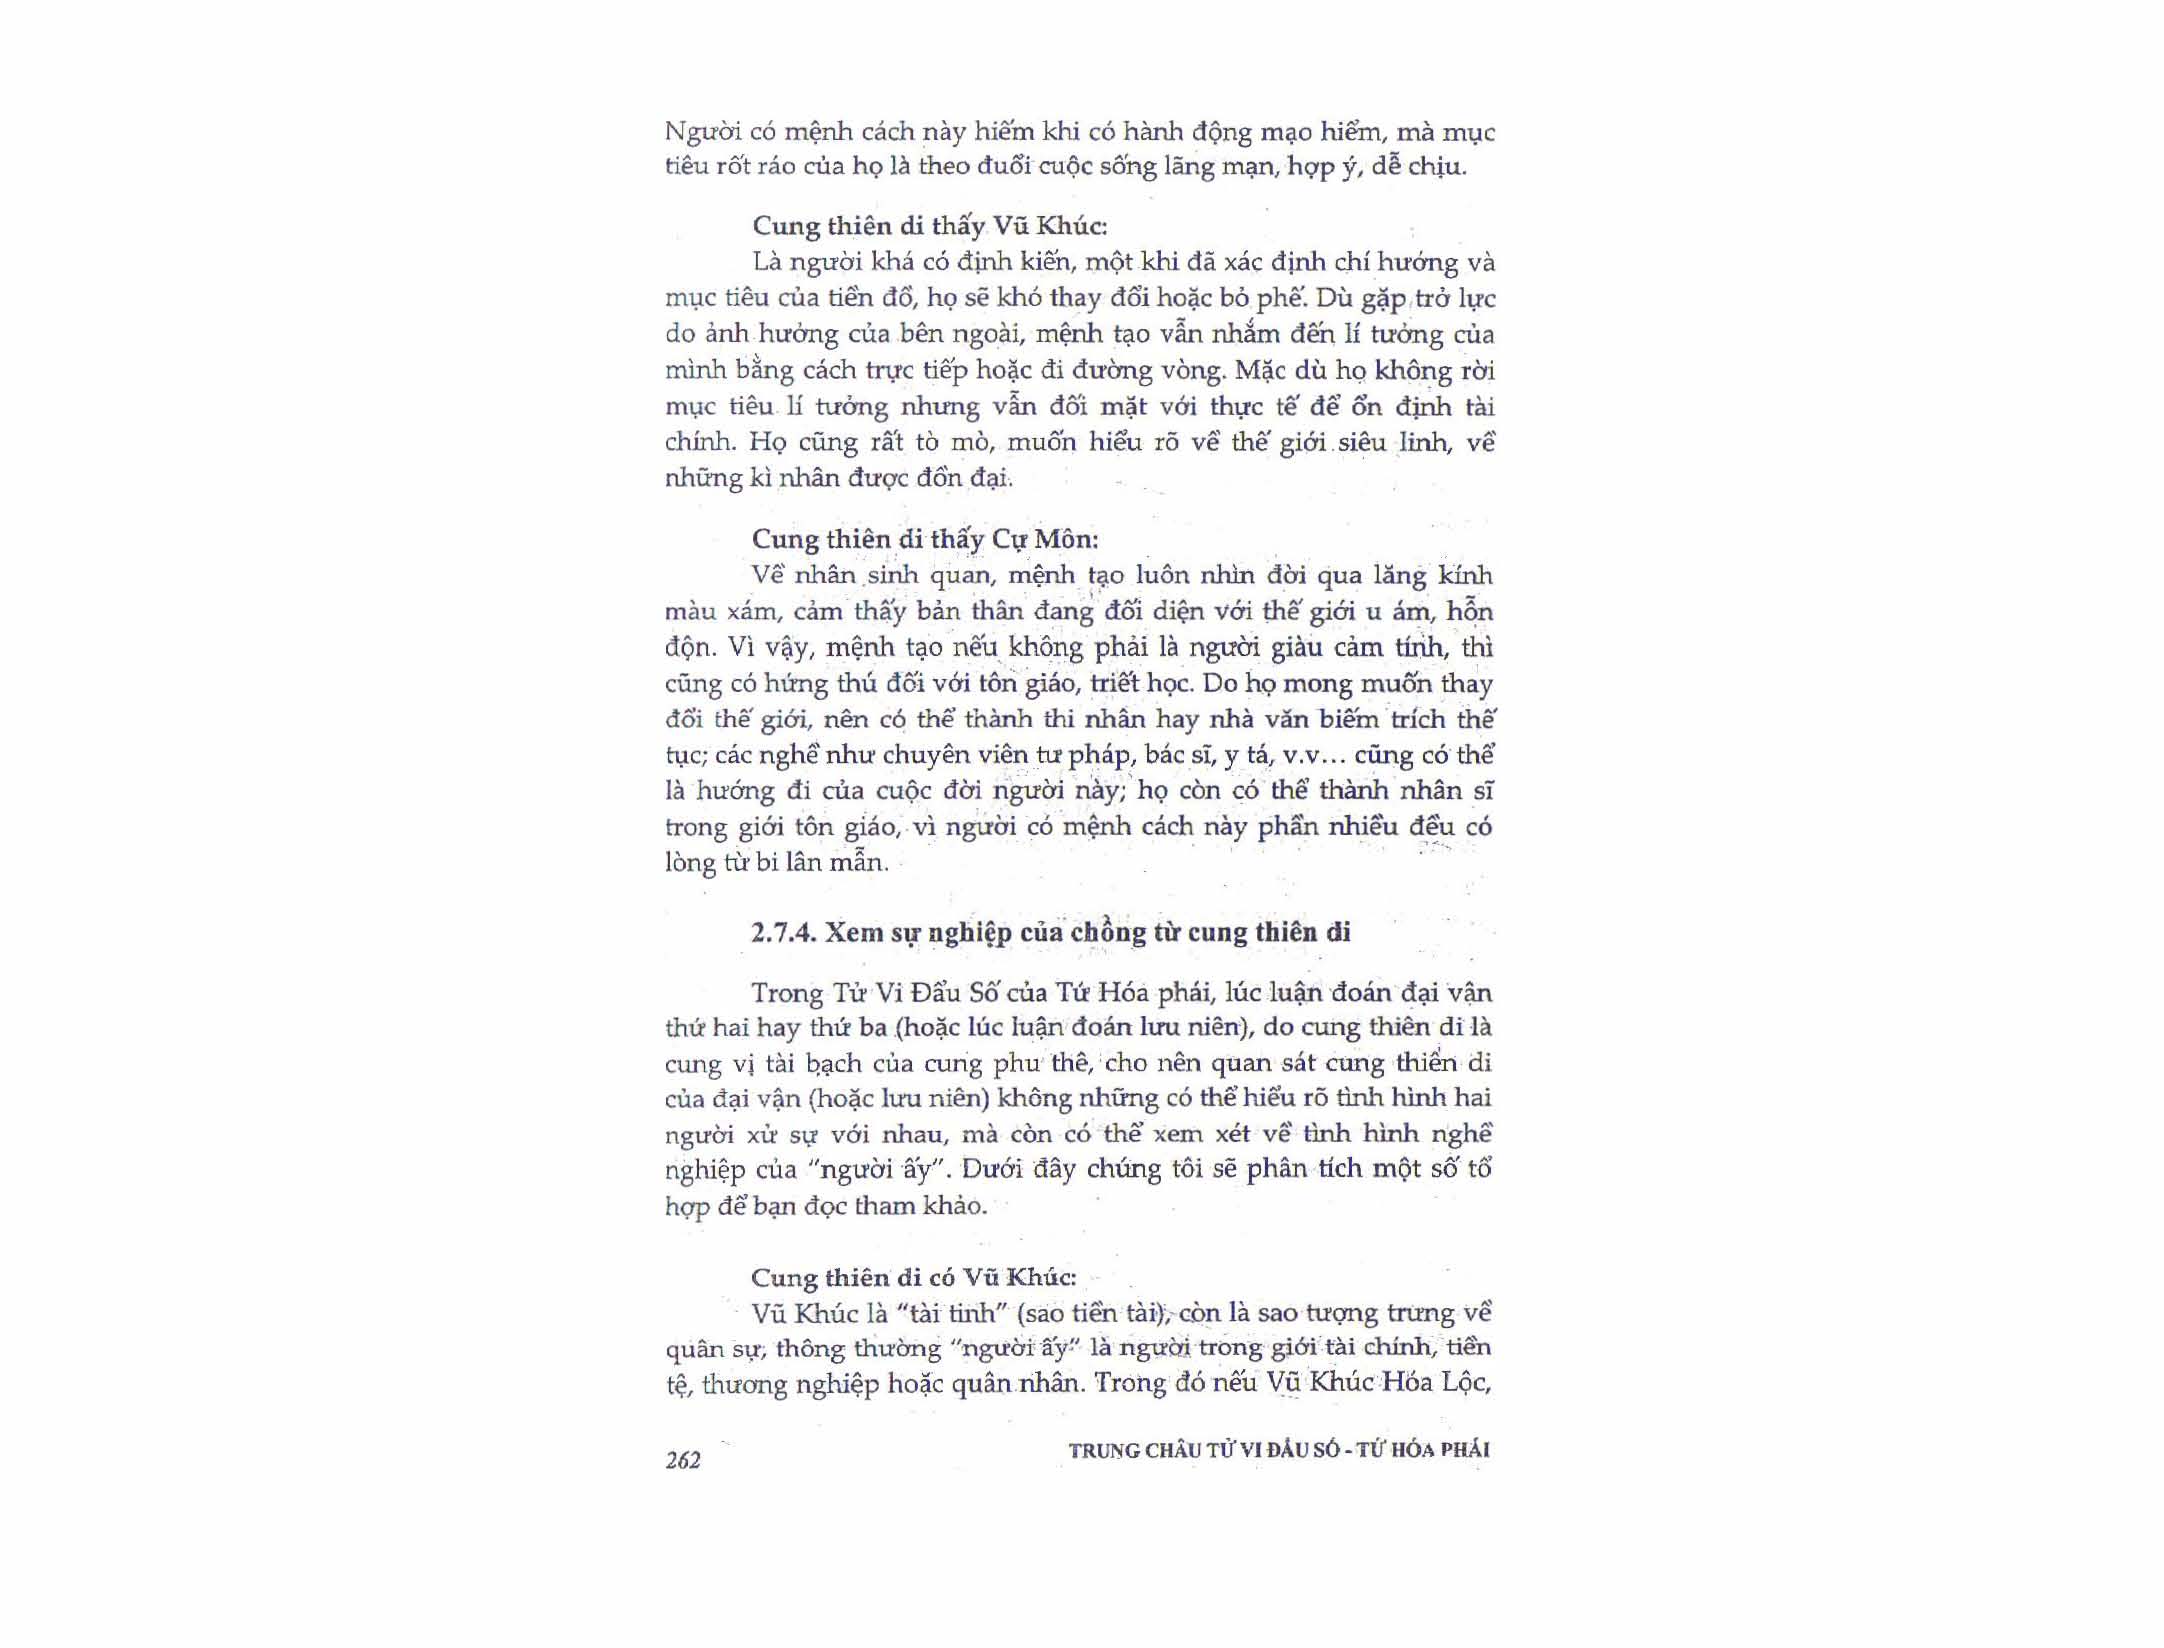 Người có mệnh cách này hiếm khi có hành động mạo hiểm, mà mục
tiêu rốt ráo của họ là theo đuổi cuộc sống lãng mạn, hợp ý, dễ chịu.
Cung thiên di thấy Vũ Khúc:
Là người khá có định kiến, một khi đã xác định chí hướng và
mục tiêu của tiền đồ, họ sẽ khó thay đổi hoặc bỏ phế. Dù gặp trở lực
do ảnh hưởng của bên ngoài, mệnh tạo vẫn nhắm đến lí tưởng của
mình bằng cách trực tiếp hoặc đi đường vòng. Mặc dù họ không rời
mục tiêu lí tưởng nhưng vẫn đối mặt với thực tế để ổn định tài
chính. Họ cũng rất tò mò, muốn hiểu rõ về thế giới siêu linh, về
những kì nhân được đồn đại.
Cung thiên di thấy Cự Môn:
Về nhân sinh quan, mệnh tạo luôn nhìn đời qua lăng kính
màu xám, cảm thấy bản thân đang đối diện với thế giới u ám, hỗn
độn. Vì vậy, mệnh tạo nếu không phải là người giàu cảm tính, thì
cũng có hứng thú đối với tôn giáo, triết học. Do họ mong muốn thay
đổi thế giới, nên có thể thành thi nhân hay nhà văn biếm trích thế
tục; các nghề như chuyên viên tư pháp, bác sĩ, y tá, v.v... cũng có thể
là hướng đi của cuộc đời người này; họ còn có thể thành nhân sĩ
trong giới tôn giáo, vì người có mệnh cách này phần nhiều đều có
lòng từ bi lân mẫn.
2.7.4. Xem sự nghiệp của chồng từ cung thiên di
Trong Tử Vi Đẩu Số của Tứ Hóa phái, lúc luận đoán đại vận
thứ hai hay thứ ba (hoặc lúc luận đoán lưu niên), do cung thiên di là
cung vị tài bạch của cung phu thê, cho nên quan sát cung thiên di
của đại vận (hoặc lưu niên) không những có thể hiểu rõ tình hình hai
người xử sự với nhau, mà còn có thể xem xét về tình hình nghề
nghiệp của "người ấy". Dưới đây chúng tôi sẽ phân tích một số tổ
hợp để bạn đọc tham khảo.
Cung thiên di có Vũ Khúc:
Vũ Khúc là "tài tinh" (sao tiền tài), còn là sao tượng trưng về
quân sự, thông thường "người ấy" là người trong giới tài chính, tiền
tệ, thương nghiệp hoặc quân nhân. Trong đó nếu Vũ Khúc Hóa Lộc,
262
TRUNG CHÂU TỬ VI ĐẨU SỐ - TỨ HÓA PHÁI